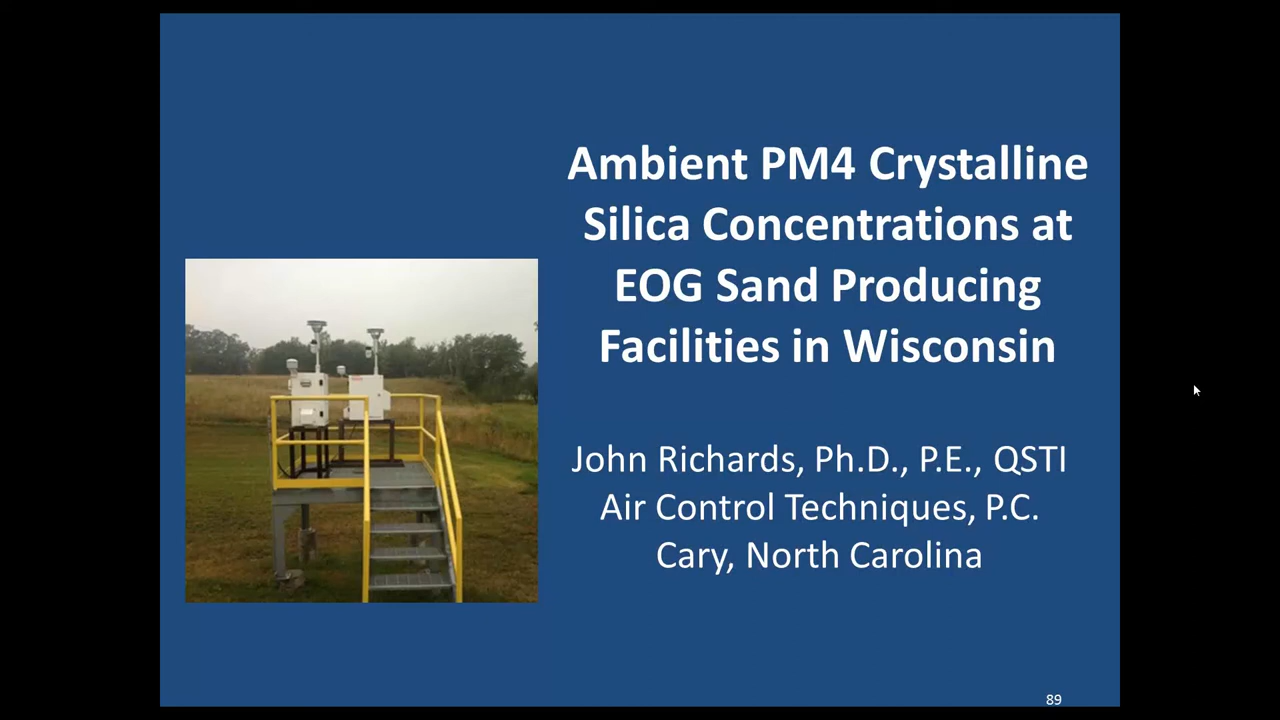 Ambient PM4 Crystalline
Silica Concentrations at
EOG Sand Producing
Facilities in Wisconsin
John Richards, Ph.D., P.E., QSTI
Air Control Techniques, P.C.
Cary, North Carolina
89